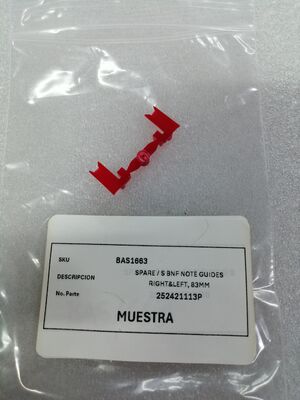 SKU 8AS1663
DESCRIPCION SPARE / S BNF NOTE GUIDES
RIGHT&LEFT, 83MM
No. Parte 252421113P
MUESTRA